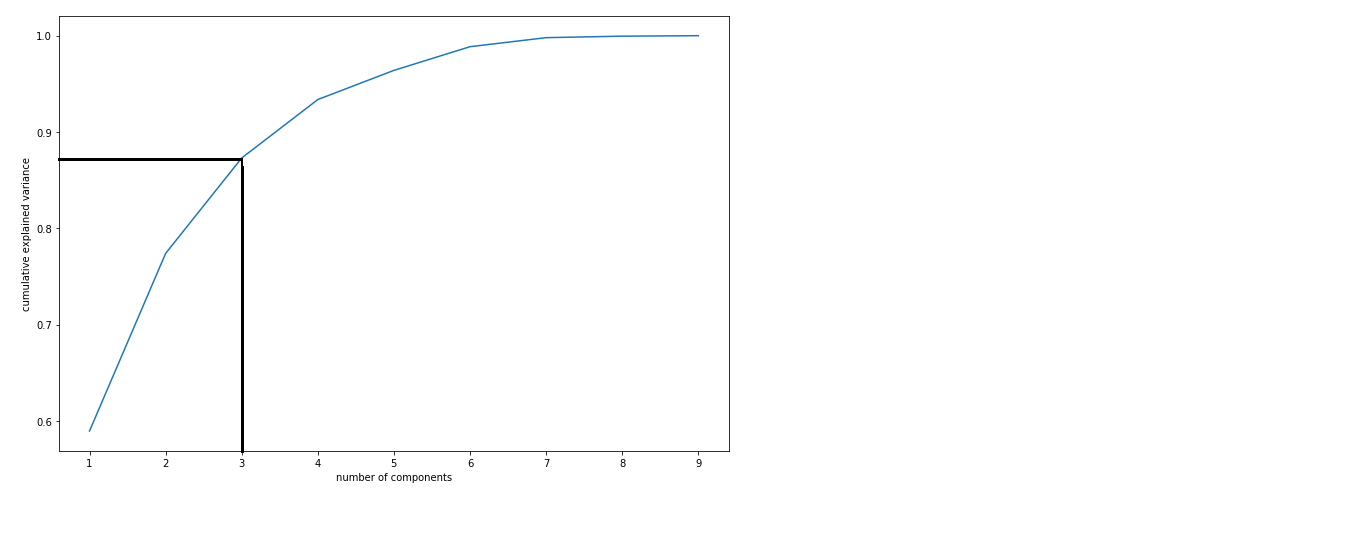 1.0
0.9
0.8
0.7
0.6
cumulative explained variance
1 2 3 4 5 6 7 8 9
number of components